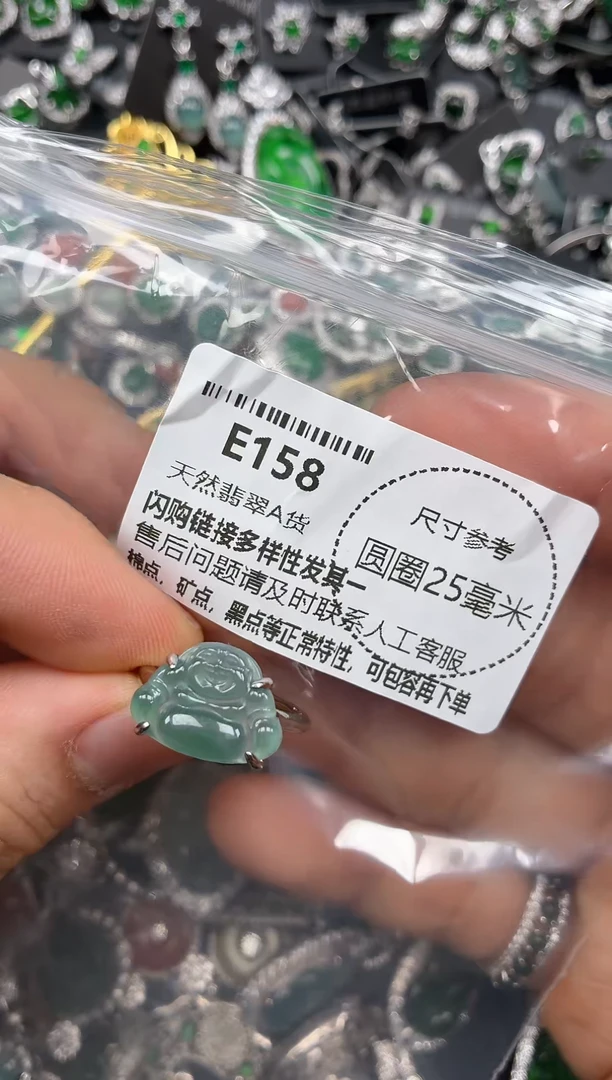 E158
天然翡翠A货
闪购链接多样性发其一
售后问题请及时联系人工客服
棉点，矿点，黑点等正常特性，可包容再下单
尺寸参考
圆圈25毫米